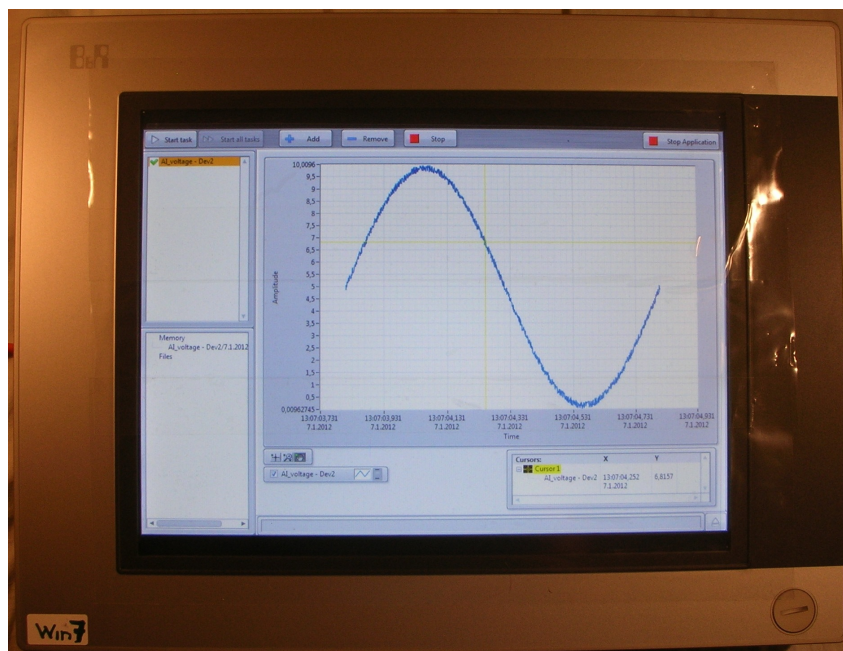 B&R
Start task Start all tasks Add Remove Stop Stop Application
AI_voltage - Dev2
10,0096
9,5
9
8,5
8
7,5
7
6,5
6
5,5
5
4,5
4
3,5
3
2,5
2
1,5
1
0,5
0,00962745
Amplitude
13:07:03,731 13:07:03,931 13:07:04,131 13:07:04,331 13:07:04,531 13:07:04,731 13:07:04,931
7.1.2012 7.1.2012 7.1.2012 7.1.2012 7.1.2012 7.1.2012 7.1.2012
Time
Memory
AI_voltage - Dev2/7.1.2012
Files
AI_voltage - Dev2
Cursors: X Y
Cursor 1
AI_voltage - Dev2 13:07:04,252 6,8157
7.1.2012
Win7